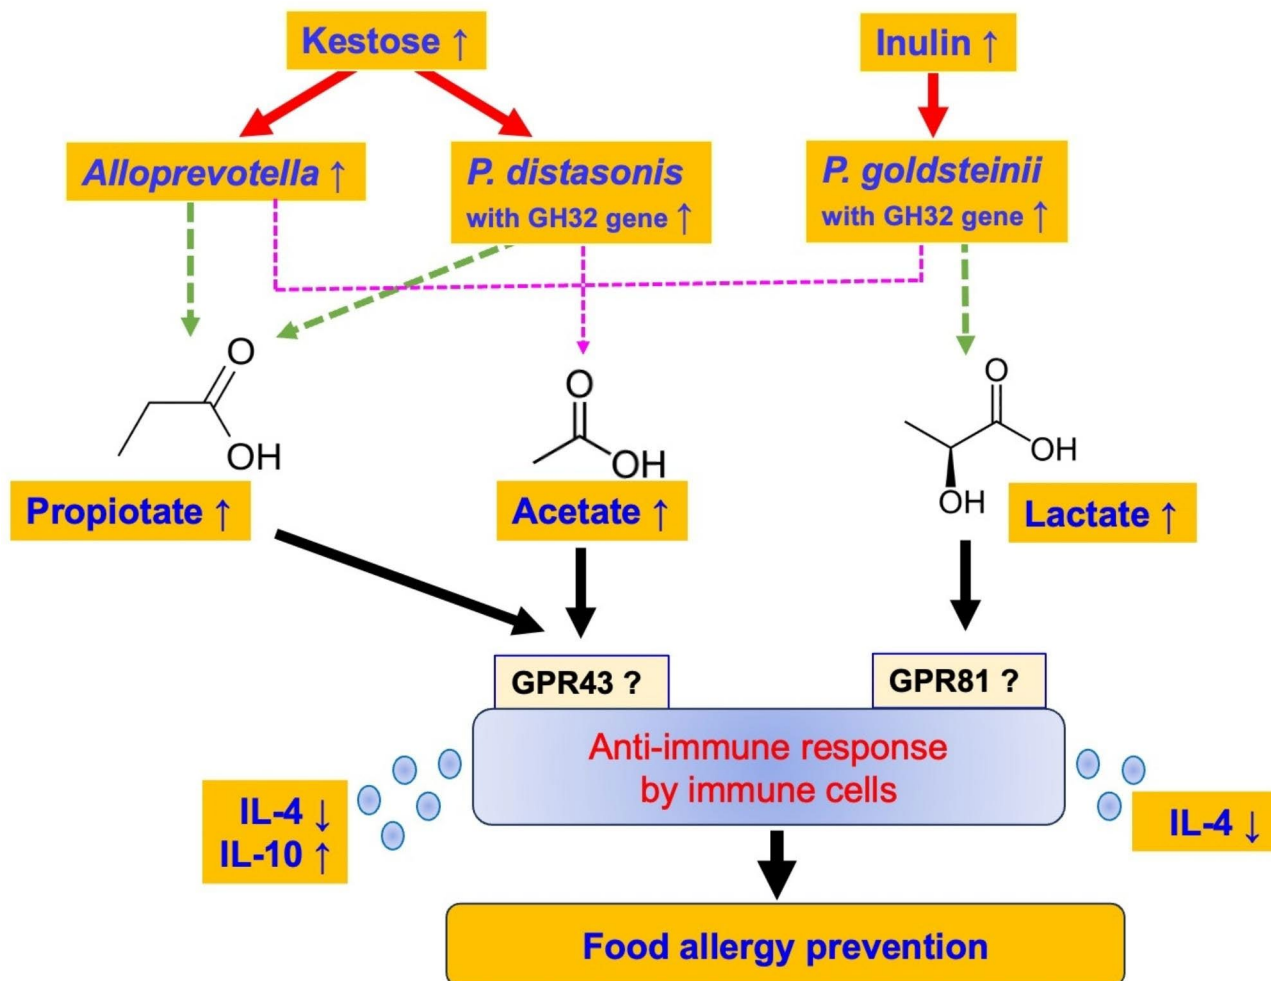 Kestose ↑
Inulin ↑
Alloprevotella ↑
P. distasonis
with GH32 gene ↑
P. goldsteinii
with GH32 gene ↑
O
OH
Propiotate ↑
O
OH
Acetate ↑
O
OH
OH
Lactate ↑
GPR43 ?
GPR81 ?
Anti-immune response
by immune cells
IL-4 ↓
IL-10 ↑
IL-4 ↓
Food allergy prevention